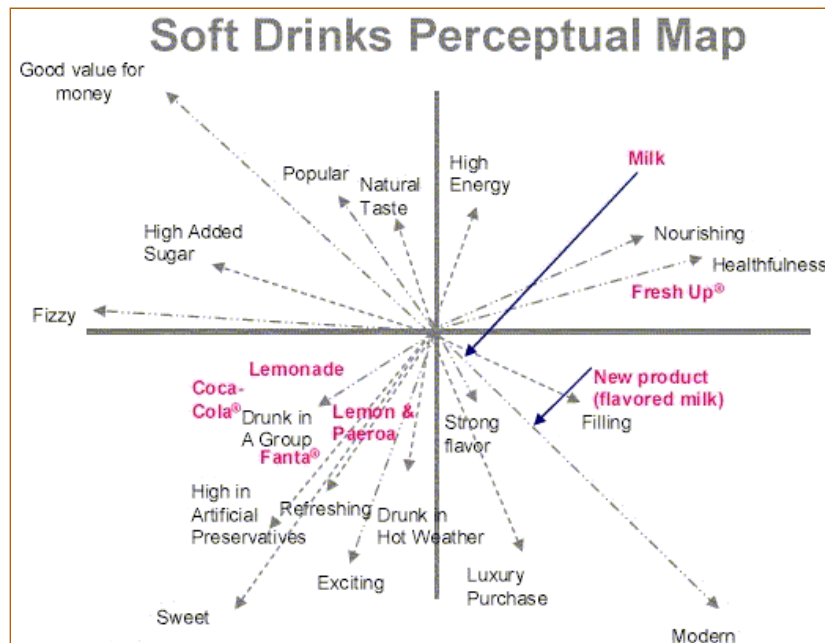 Soft Drinks Perceptual Map
Good value for
money
Popular
Natural
Taste
High
Energy
Milk
High Added
Sugar
Nourishing
Healthfulness
Fresh Up®
Fizzy
Lemonade
Coca-
Cola®
Drunk in
A Group
Fanta®
Lemon &
Paeroa
Strong
flavor
New product
(flavored milk)
Filling
High in
Artificial
Preservatives
Refreshing
Drunk in
Hot Weather
Exciting
Luxury
Purchase
Sweet
Modern